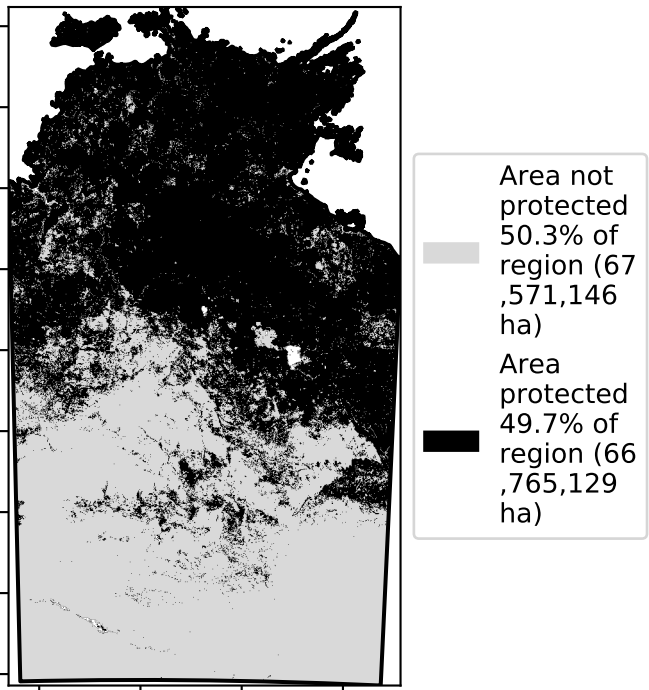 Area not
protected
50.3% of
region (67
,571,146
ha)
Area
protected
49.7% of
region (66
,765,129
ha)